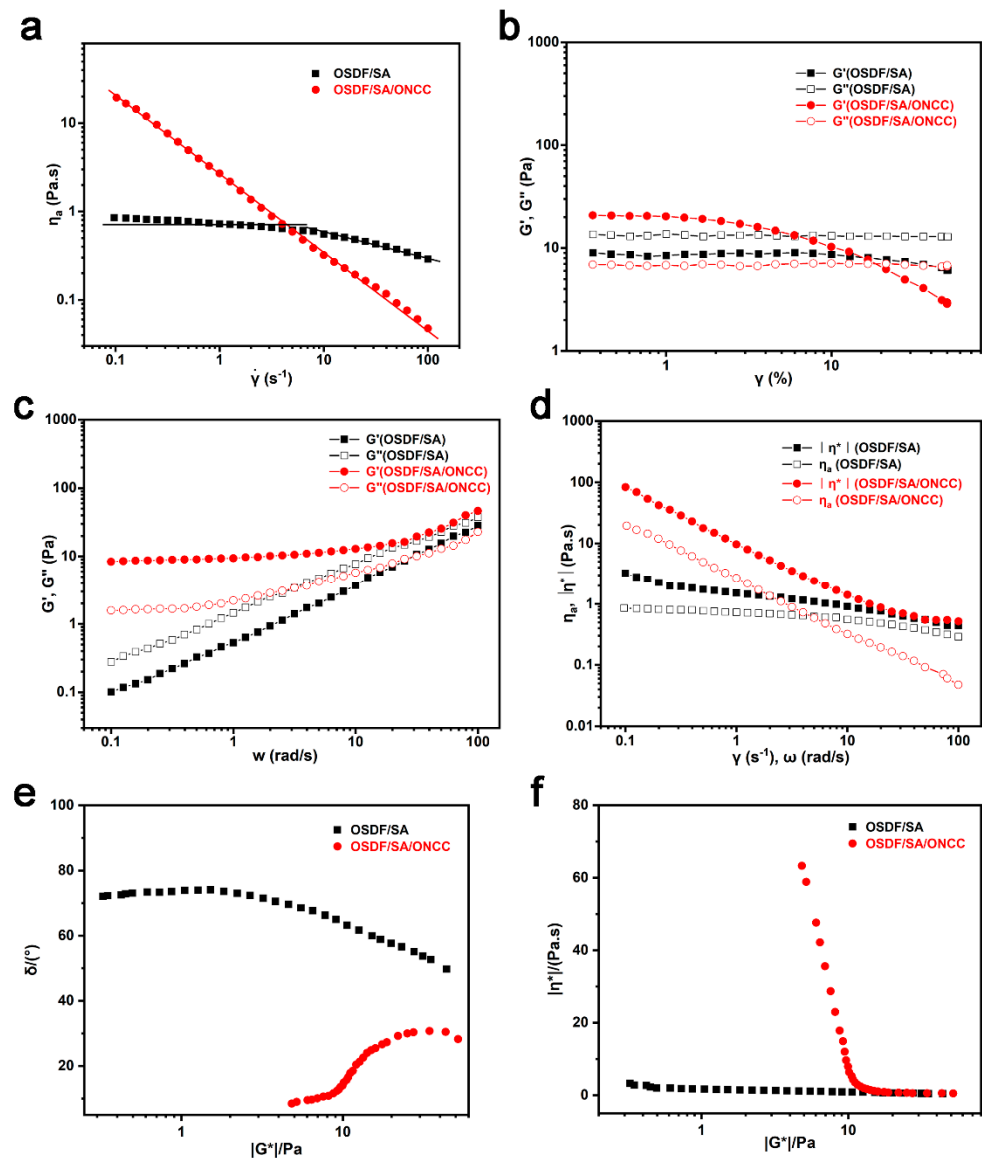 a
ηa (Pa.s)
10
1
0.1
0.1 1 10 100
γ̇ (s-1)
OSDF/SA
OSDF/SA/ONCC
b
G', G'' (Pa)
1000
100
10
1
1 10
γ (%)
G'(OSDF/SA)
G''(OSDF/SA)
G'(OSDF/SA/ONCC)
G''(OSDF/SA/ONCC)
c
G', G'' (Pa)
1000
100
10
1
0.1
0.1 1 10 100
w (rad/s)
G'(OSDF/SA)
G''(OSDF/SA)
G'(OSDF/SA/ONCC)
G''(OSDF/SA/ONCC)
d
ηa, |η*| (Pa.s)
1000
100
10
1
0.1
0.01
0.1 1 10 100
γ (s-1), ω (rad/s)
| η* | (OSDF/SA)
ηa (OSDF/SA)
| η* | (OSDF/SA/ONCC)
ηa (OSDF/SA/ONCC)
e
δ/(°)
100
80
60
40
20
1 10
|G*|/Pa
OSDF/SA
OSDF/SA/ONCC
f
|η*|/(Pa.s)
80
60
40
20
0
1 10
|G*|/Pa
OSDF/SA
OSDF/SA/ONCC